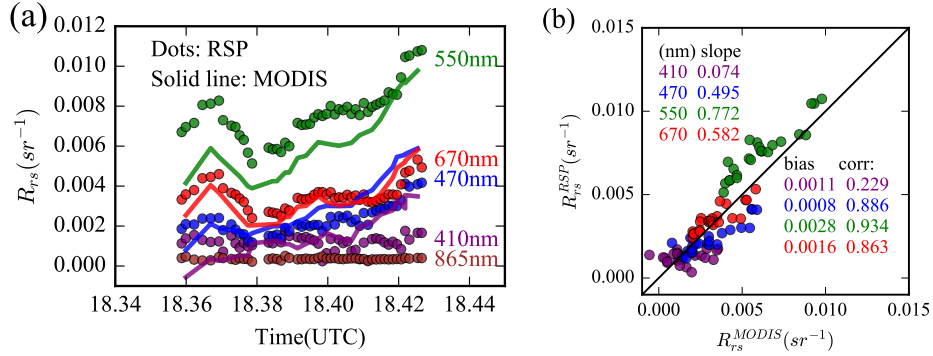 (a)
Dots: RSP
Solid line: MODIS
550nm
670nm
470nm
410nm
865nm
0.012
0.010
0.008
0.006
0.004
0.002
0.000
R_rs(sr^−1)
18.34 18.36 18.38 18.40 18.42 18.44
Time(UTC)
(b)
(nm) slope
410 0.074
470 0.495
550 0.772
670 0.582
bias corr:
0.0011 0.229
0.0008 0.886
0.0028 0.934
0.0016 0.863
0.015
0.010
0.005
0.000
R_rs^RSP(sr^−1)
0.000 0.005 0.010 0.015
R_rs^MODIS(sr^−1)